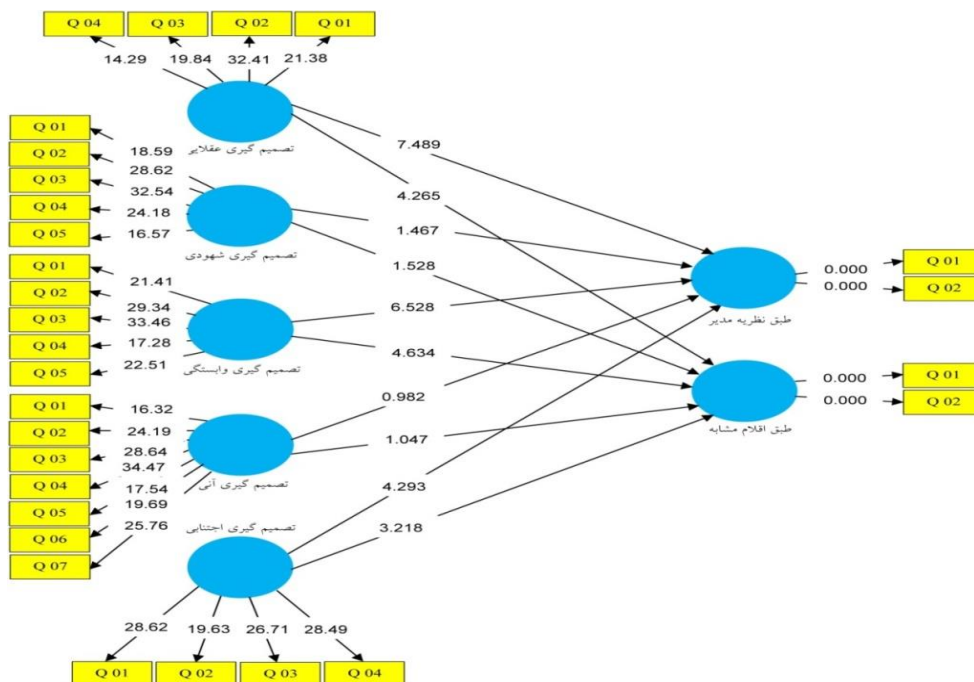 Q 04 Q 03 Q 02 Q 01
14.29 19.84 32.41 21.38
تصمیم گیری عقلایی
Q 01
Q 02
Q 03
Q 04
Q 05
18.59
28.62
32.54
24.18
16.57
تصمیم گیری شهودی
Q 01
Q 02
Q 03
Q 04
Q 05
21.41
29.34
33.46
17.28
22.51
تصمیم گیری وابستگی
Q 01
Q 02
Q 03
Q 04
Q 05
Q 06
Q 07
16.32
24.19
28.64
34.47
17.54
19.69
25.76
تصمیم گیری آنی
تصمیم گیری اجتنابی
28.62 19.63 26.71 28.49
Q 01 Q 02 Q 03 Q 04
7.489
4.265
1.467
1.528
6.528
4.634
0.982
1.047
4.293
3.218
طبق نظریه مدیر
0.000
0.000
Q 01
Q 02
طبق اقلام مشابه
0.000
0.000
Q 01
Q 02